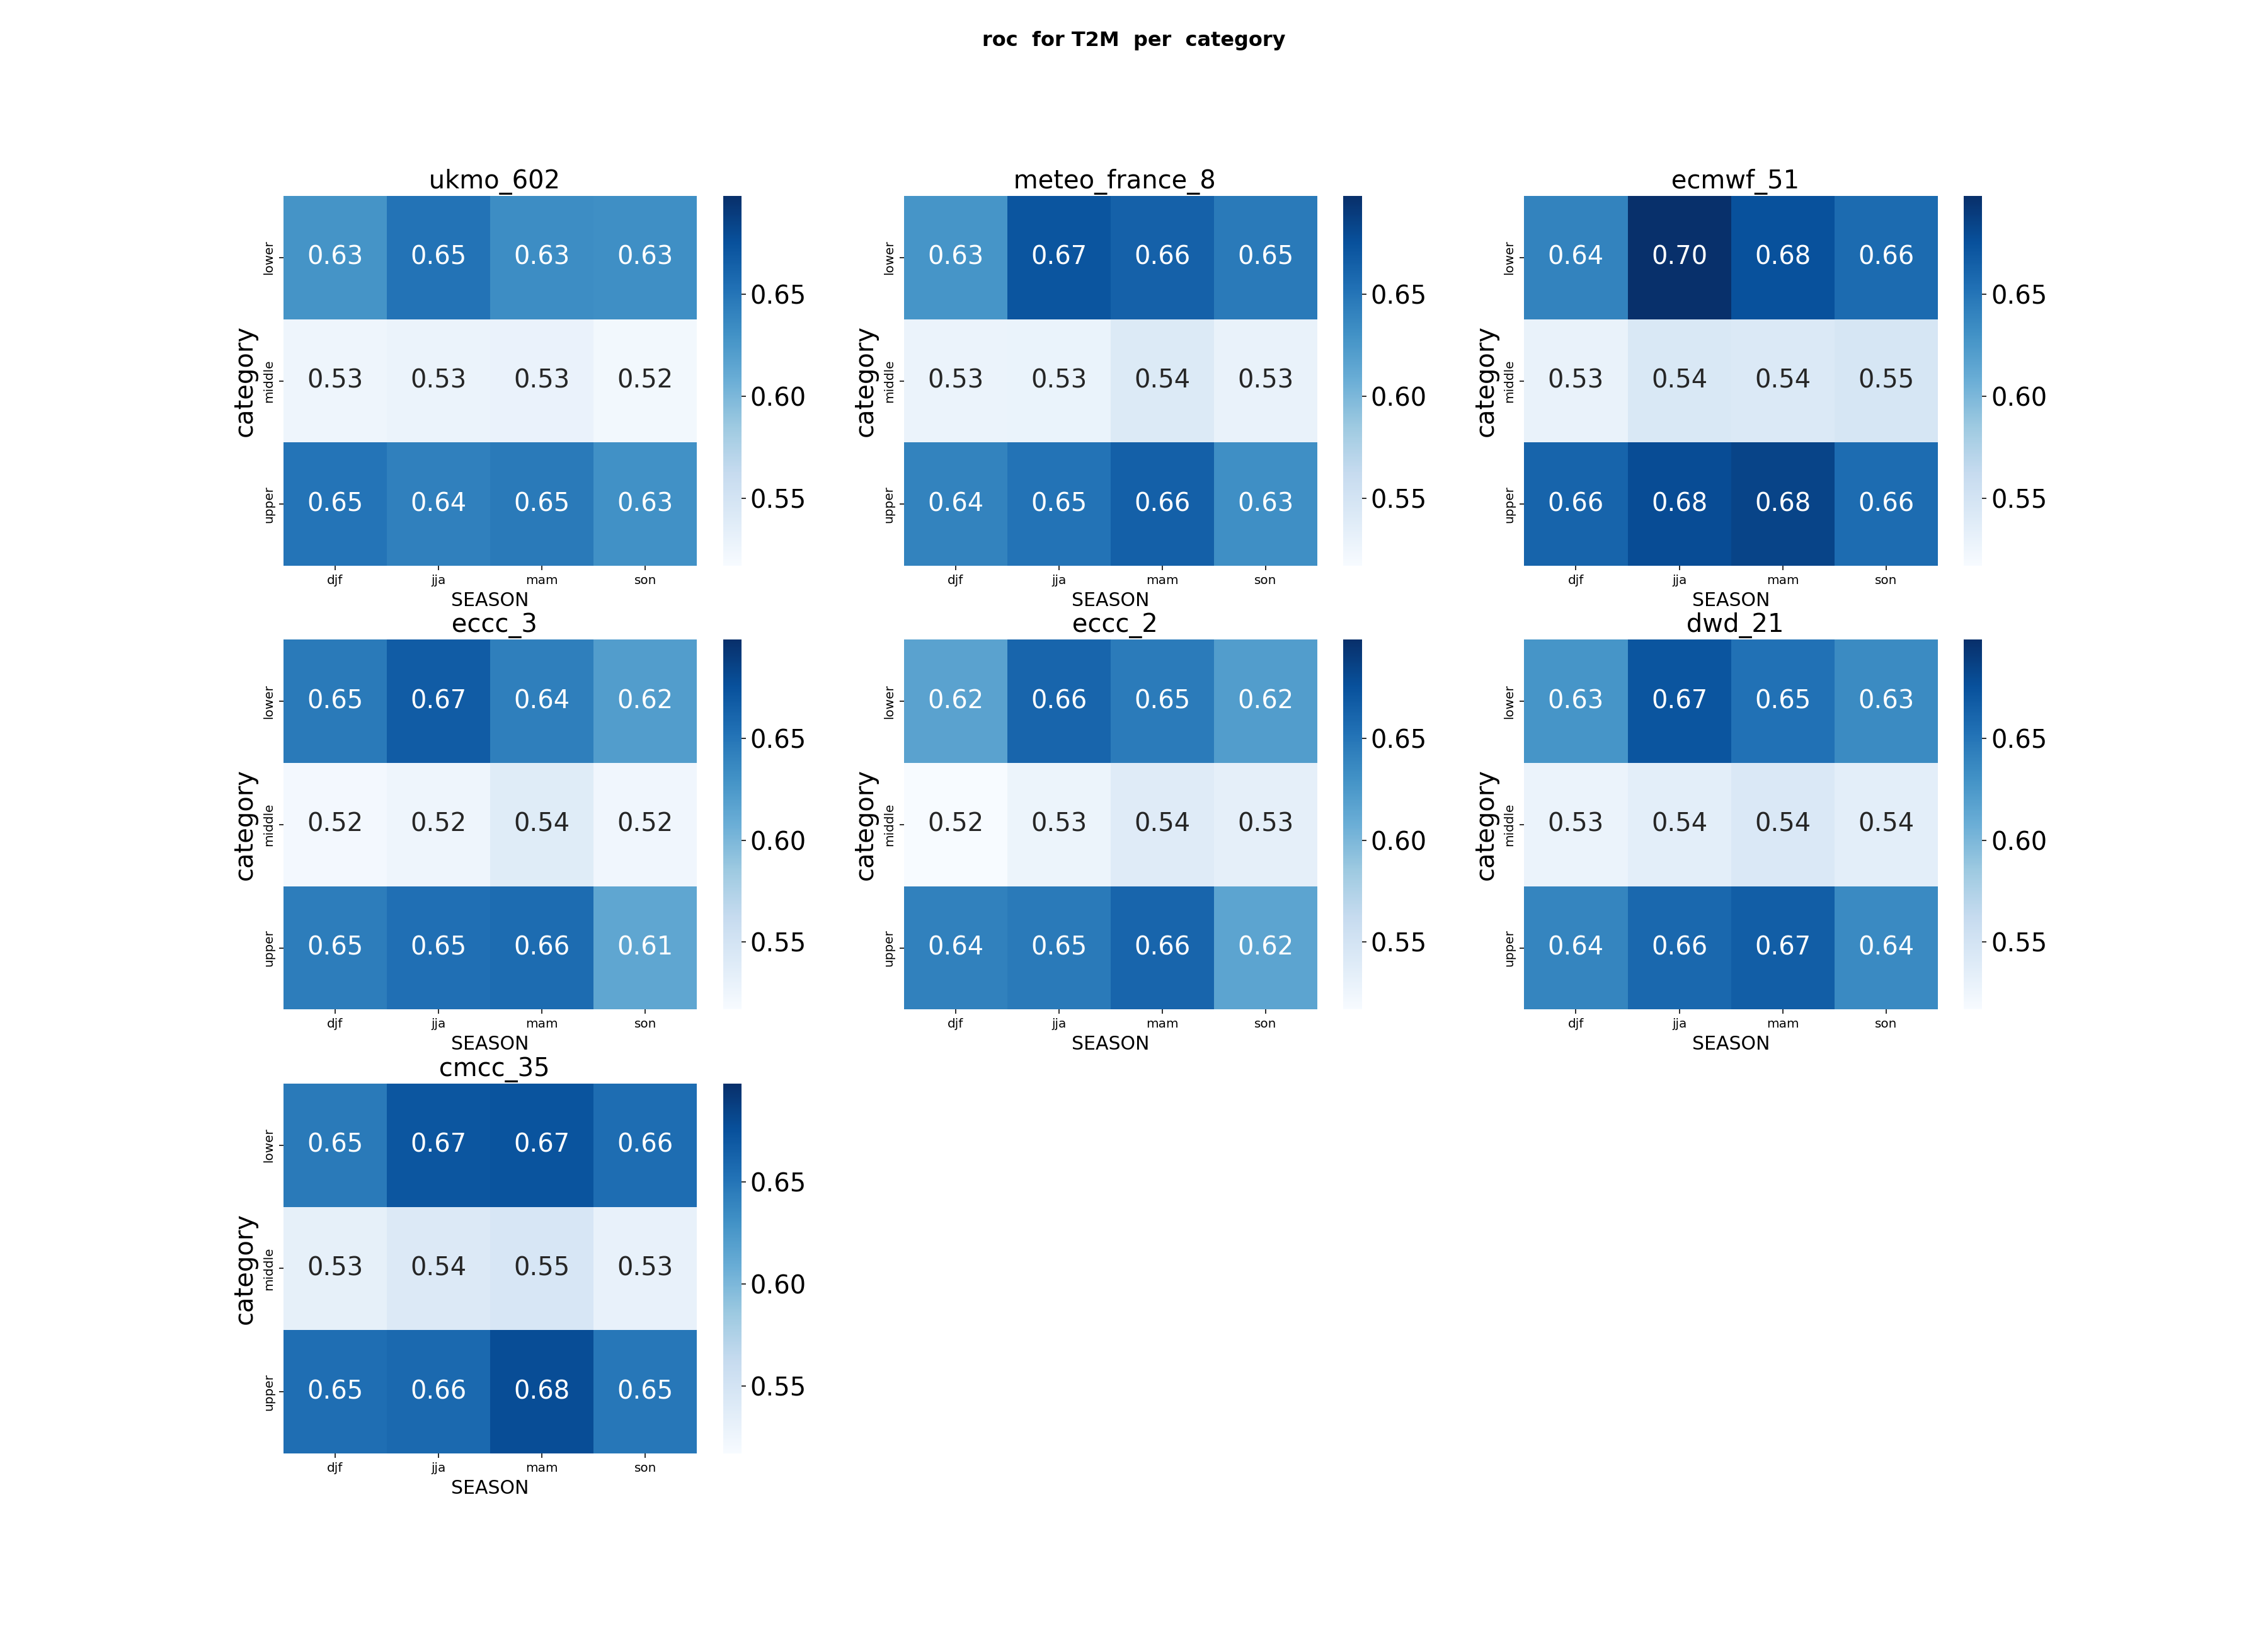 roc for T2M per category
ukmo_602
category
lower
0.63 0.65 0.63 0.63
middle
0.53 0.53 0.53 0.52
upper
0.65 0.64 0.65 0.63
djf jja mam son
SEASON
0.65
0.60
0.55
meteo_france_8
category
lower
0.63 0.67 0.66 0.65
middle
0.53 0.53 0.54 0.53
upper
0.64 0.65 0.66 0.63
djf jja mam son
SEASON
0.65
0.60
0.55
ecmwf_51
category
lower
0.64 0.70 0.68 0.66
middle
0.53 0.54 0.54 0.55
upper
0.66 0.68 0.68 0.66
djf jja mam son
SEASON
0.65
0.60
0.55
eccc_3
category
lower
0.65 0.67 0.64 0.62
middle
0.52 0.52 0.54 0.52
upper
0.65 0.65 0.66 0.61
djf jja mam son
SEASON
0.65
0.60
0.55
eccc_2
category
lower
0.62 0.66 0.65 0.62
middle
0.52 0.53 0.54 0.53
upper
0.64 0.65 0.66 0.62
djf jja mam son
SEASON
0.65
0.60
0.55
dwd_21
category
lower
0.63 0.67 0.65 0.63
middle
0.53 0.54 0.54 0.54
upper
0.64 0.66 0.67 0.64
djf jja mam son
SEASON
0.65
0.60
0.55
cmcc_35
category
lower
0.65 0.67 0.67 0.66
middle
0.53 0.54 0.55 0.53
upper
0.65 0.66 0.68 0.65
djf jja mam son
SEASON
0.65
0.60
0.55